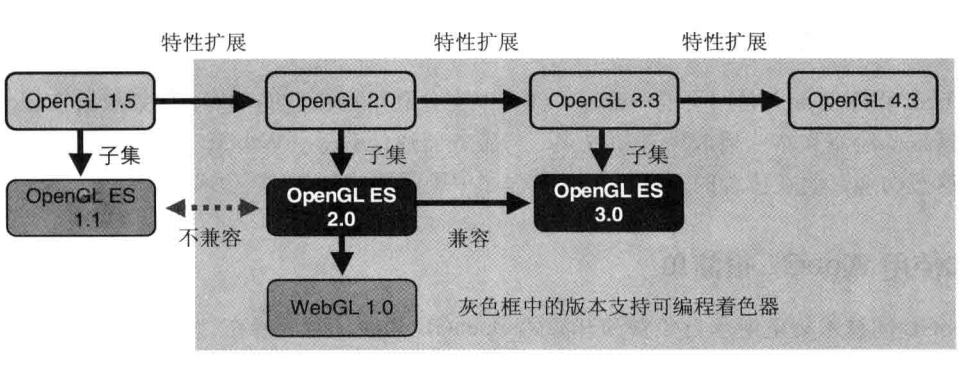 特性扩展 特性扩展 特性扩展
OpenGL 1.5 OpenGL 2.0 OpenGL 3.3 OpenGL 4.3
子集 子集 子集
OpenGL ES
1.1
OpenGL ES
2.0
OpenGL ES
3.0
不兼容 兼容
WebGL 1.0
灰色框中的版本支持可编程着色器